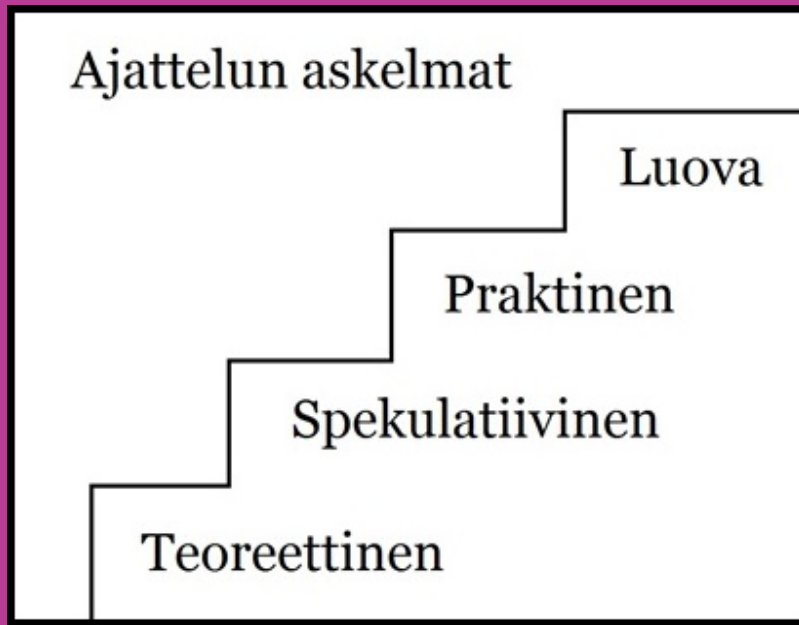 Ajattelun askelmat
Luova
Praktinen
Spekulatiivinen
Teoreettinen